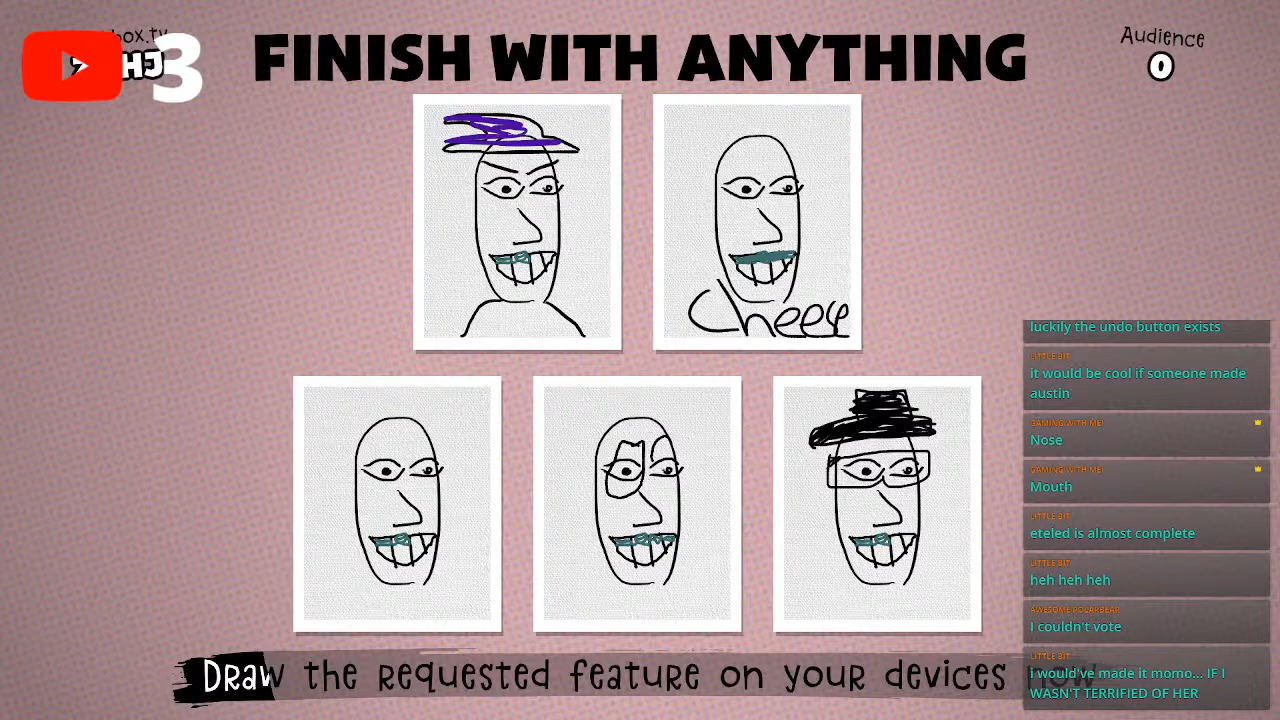 box.tv
HJ
3
FINISH WITH ANYTHING
Audience
0
Cheep
luckily the undo button exists
LITTLE BIT
it would be cool if someone made
austin
GAMING WITH ME!
Nose
GAMING WITH ME!
Mouth
LITTLE BIT
eteled is almost complete
LITTLE BIT
heh heh heh
AWESOME POLARBEAR
I couldn't vote
LITTLE BIT
i would've made it momo... IF I
WASN'T TERRIFIED OF HER
Draw the requested feature on your devices now